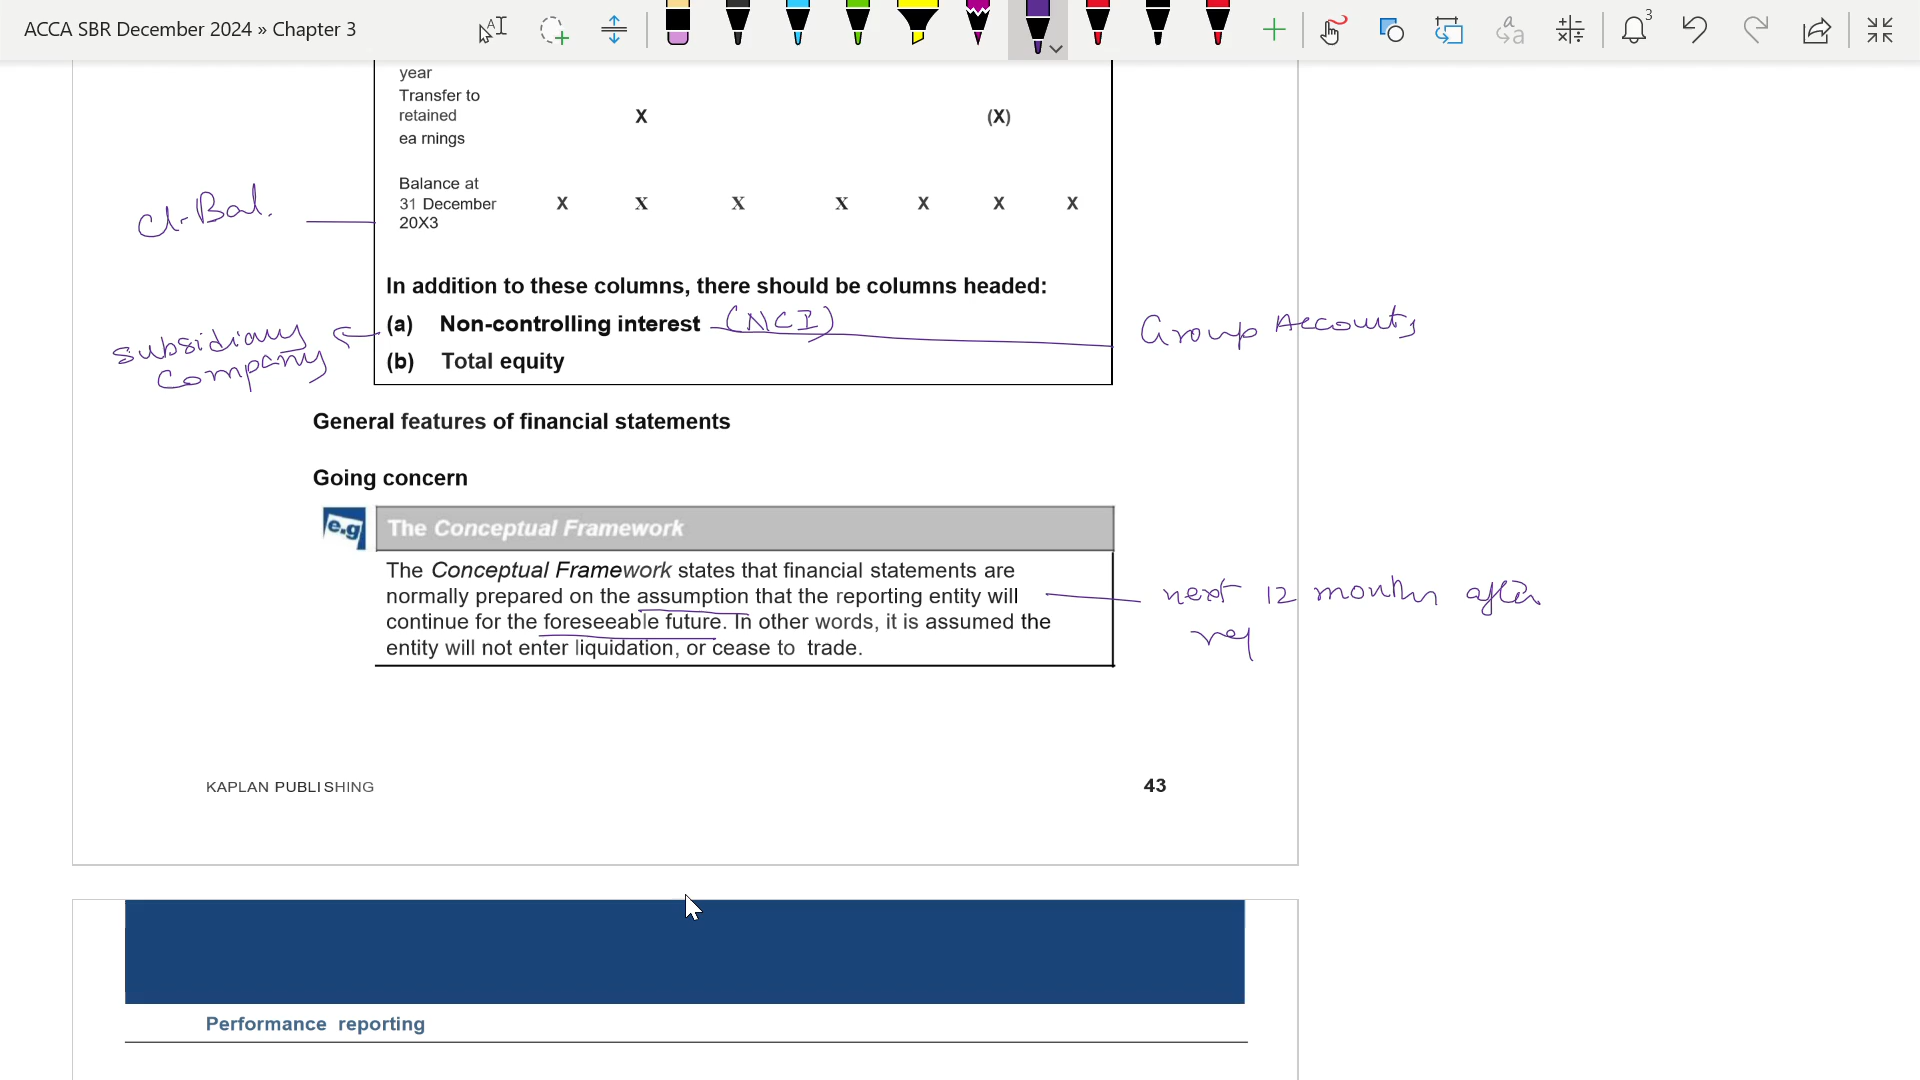 ACCA SBR December 2024 » Chapter 3
3
year
Transfer to
retained X (X)
ea rnings
Balance at
31 December X X X X X X X
20X3
Cl. Bal.
In addition to these columns, there should be columns headed:
(a) Non-controlling interest (NCI)
Group Accounts
subsidiary
company
(b) Total equity
General features of financial statements
Going concern
e.g
The Conceptual Framework
The Conceptual Framework states that financial statements are
normally prepared on the assumption that the reporting entity will
continue for the foreseeable future. In other words, it is assumed the
entity will not enter liquidation, or cease to trade.
next 12 months after
rep
KAPLAN PUBLISHING 43
Performance reporting